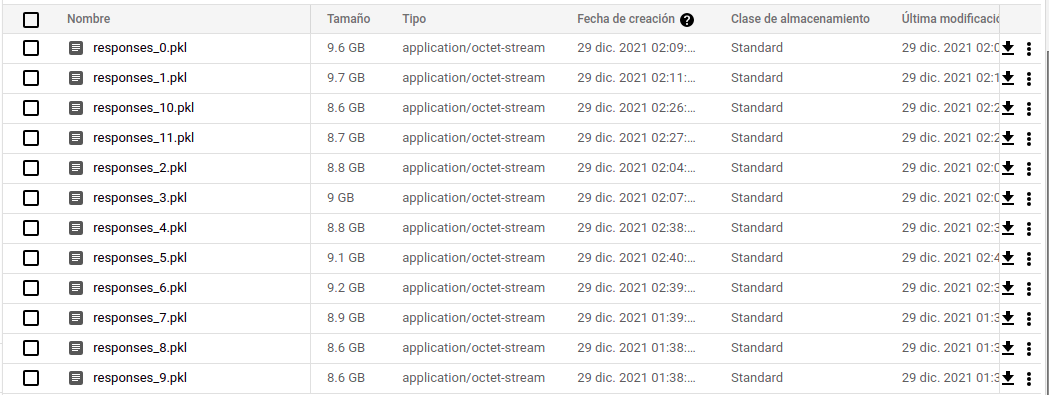 Nombre Tamaño Tipo Fecha de creación ? Clase de almacenamiento Última modificació
responses_0.pkl 9.6 GB application/octet-stream 29 dic. 2021 02:09:... Standard 29 dic. 2021 02:0
responses_1.pkl 9.7 GB application/octet-stream 29 dic. 2021 02:11:... Standard 29 dic. 2021 02:1
responses_10.pkl 8.6 GB application/octet-stream 29 dic. 2021 02:26:... Standard 29 dic. 2021 02:2
responses_11.pkl 8.7 GB application/octet-stream 29 dic. 2021 02:27:... Standard 29 dic. 2021 02:2
responses_2.pkl 8.8 GB application/octet-stream 29 dic. 2021 02:04:... Standard 29 dic. 2021 02:0
responses_3.pkl 9 GB application/octet-stream 29 dic. 2021 02:07:... Standard 29 dic. 2021 02:0
responses_4.pkl 8.8 GB application/octet-stream 29 dic. 2021 02:38:... Standard 29 dic. 2021 02:3
responses_5.pkl 9.1 GB application/octet-stream 29 dic. 2021 02:40:... Standard 29 dic. 2021 02:4
responses_6.pkl 9.2 GB application/octet-stream 29 dic. 2021 02:39:... Standard 29 dic. 2021 02:3
responses_7.pkl 8.9 GB application/octet-stream 29 dic. 2021 01:39:... Standard 29 dic. 2021 01:3
responses_8.pkl 8.6 GB application/octet-stream 29 dic. 2021 01:38:... Standard 29 dic. 2021 01:3
responses_9.pkl 8.6 GB application/octet-stream 29 dic. 2021 01:38:... Standard 29 dic. 2021 01:3